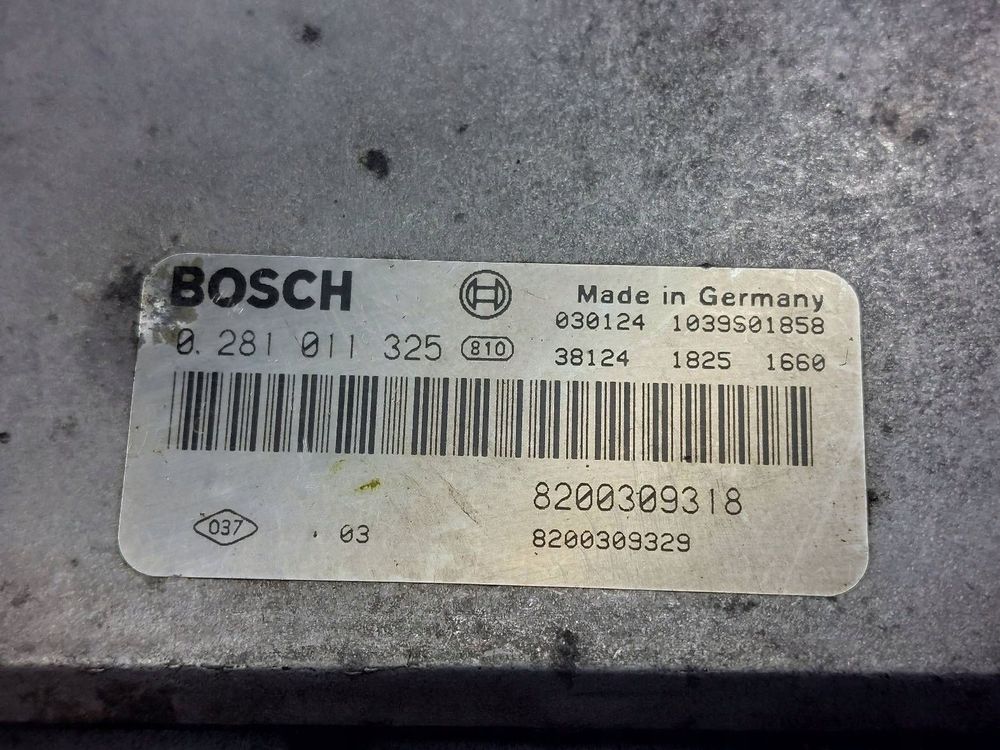 BOSCH
Made in Germany
030124 1039S01858
0 281 011 325 810
38124 1825 1660
8200309318
037 03
8200309329